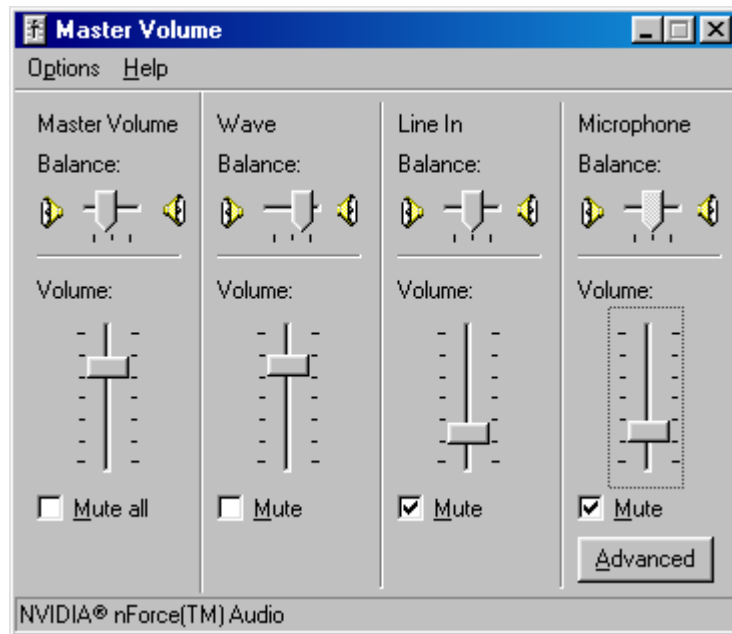 Master Volume
Options Help
Master Volume
Balance:
Volume:
Mute all
Wave
Balance:
Volume:
Mute
Line In
Balance:
Volume:
Mute
Microphone
Balance:
Volume:
Mute
Advanced
NVIDIA® nForce(TM) Audio